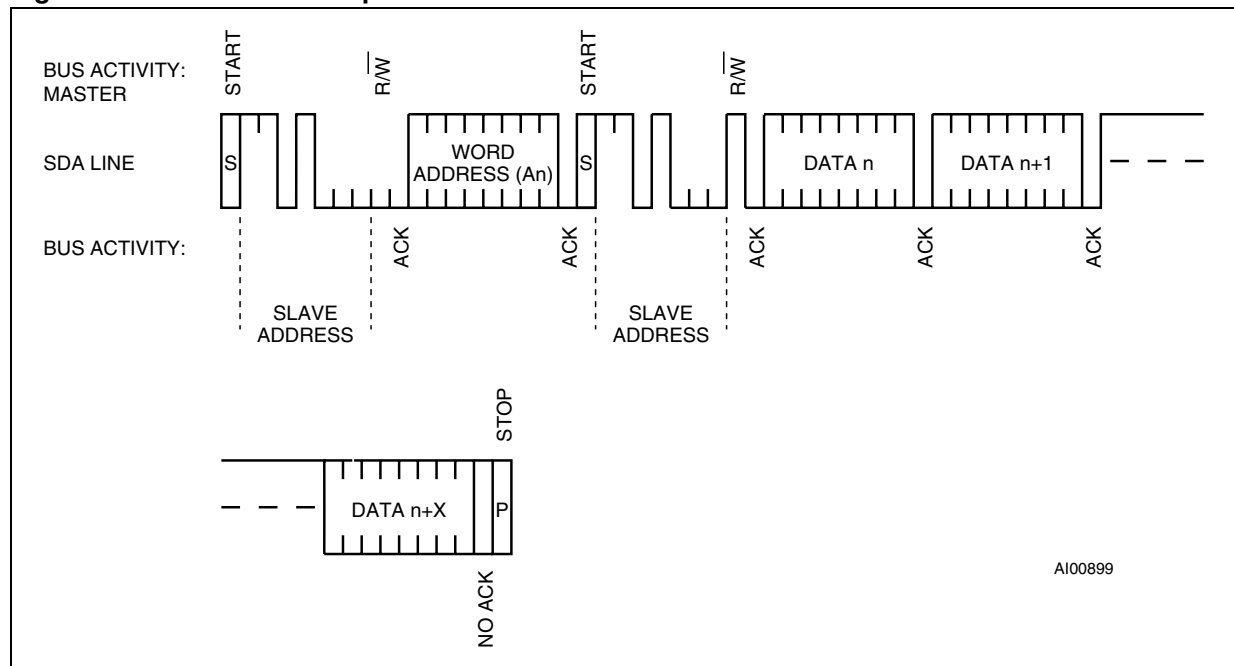 BUS ACTIVITY:
MASTER
START
R/W
START
R/W
SDA LINE
S
WORD
ADDRESS (An)
S
DATA n
DATA n+1
BUS ACTIVITY:
ACK
ACK
ACK
ACK
ACK
SLAVE
ADDRESS
SLAVE
ADDRESS
STOP
DATA n+X
P
NO ACK
AI00899